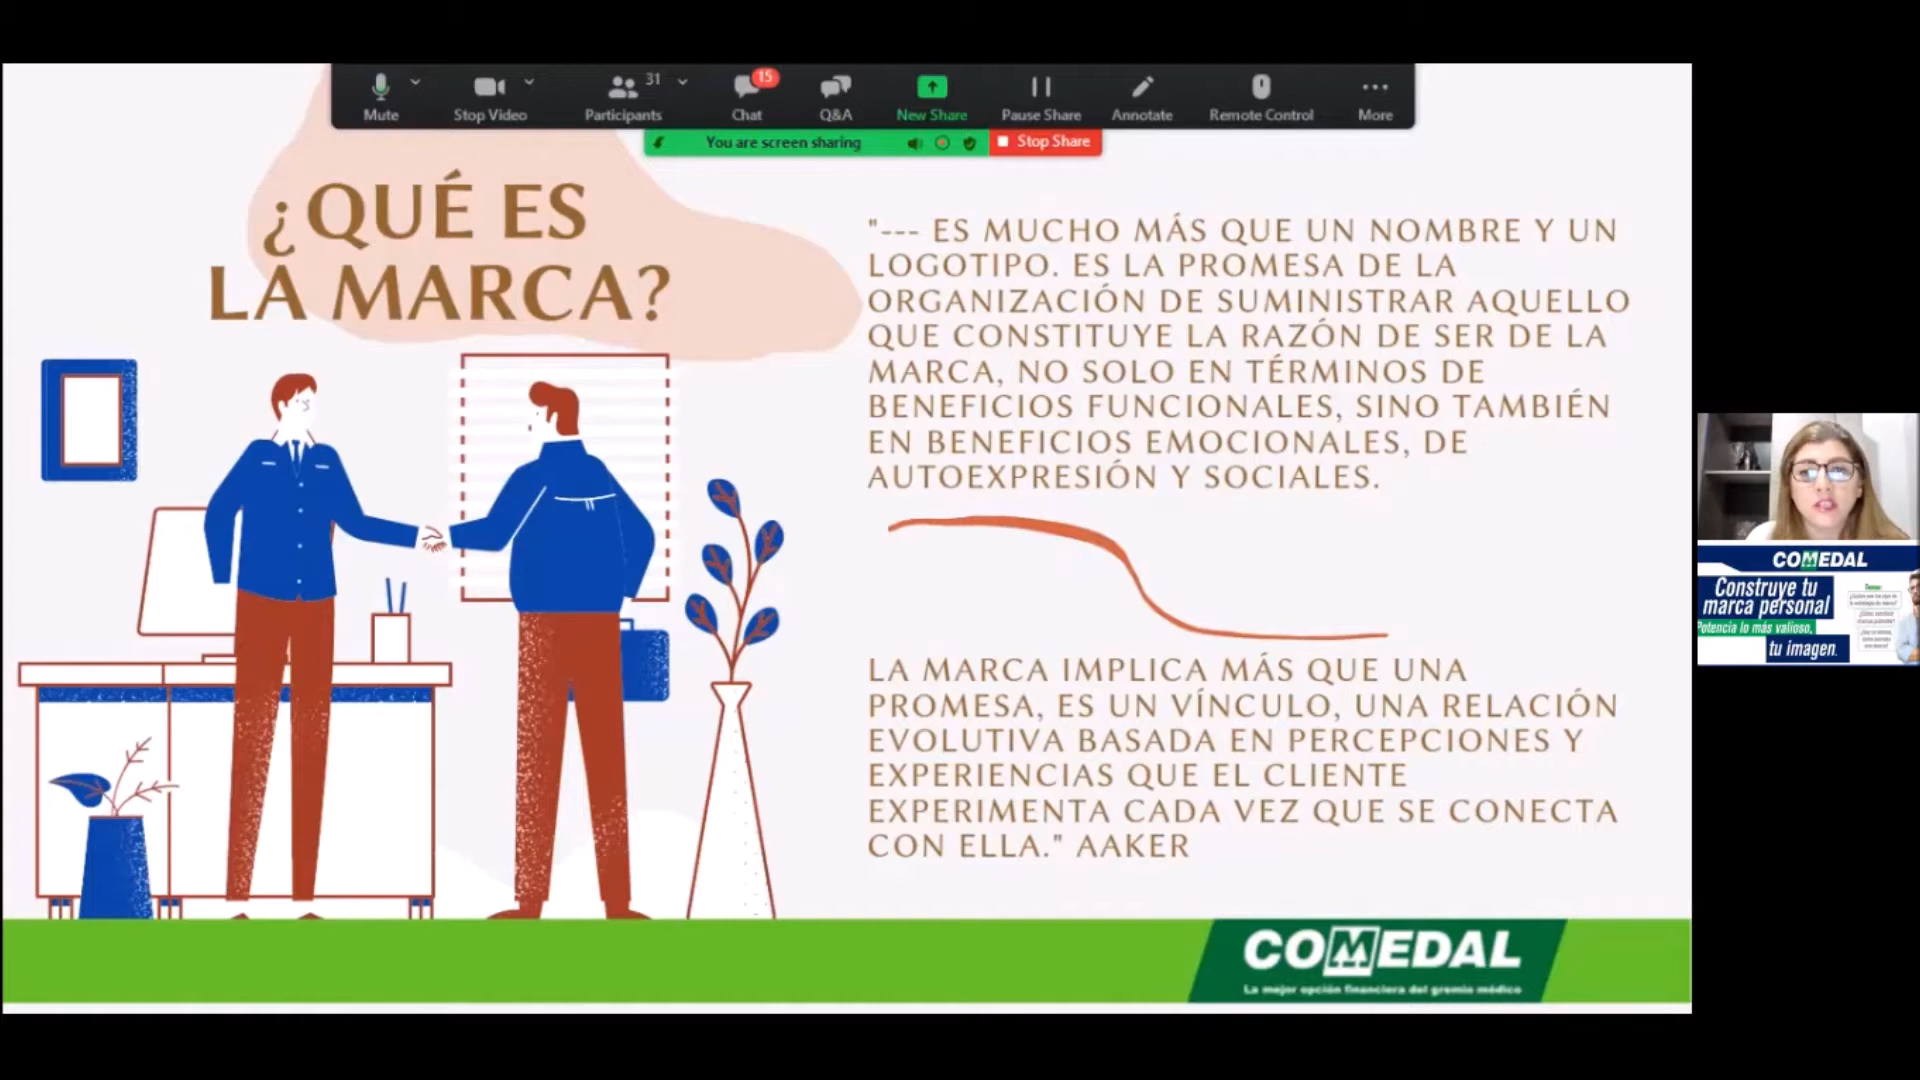 31
15
Mute
Stop Video
Participants
Chat
Q&A
New Share
Pause Share
Annotate
Remote Control
More
You are screen sharing
Stop Share
¿QUÉ ES
LA MARCA?
"--- ES MUCHO MÁS QUE UN NOMBRE Y UN
LOGOTIPO. ES LA PROMESA DE LA
ORGANIZACIÓN DE SUMINISTRAR AQUELLO
QUE CONSTITUYE LA RAZÓN DE SER DE LA
MARCA, NO SOLO EN TÉRMINOS DE
BENEFICIOS FUNCIONALES, SINO TAMBIÉN
EN BENEFICIOS EMOCIONALES, DE
AUTOEXPRESIÓN Y SOCIALES.
LA MARCA IMPLICA MÁS QUE UNA
PROMESA, ES UN VÍNCULO, UNA RELACIÓN
EVOLUTIVA BASADA EN PERCEPCIONES Y
EXPERIENCIAS QUE EL CLIENTE
EXPERIMENTA CADA VEZ QUE SE CONECTA
CON ELLA." AAKER
COMEDAL
La mejor opción financiera del gremio médico
COMEDAL
Construye tu
marca personal
Potencia lo más valioso,
tu imagen.